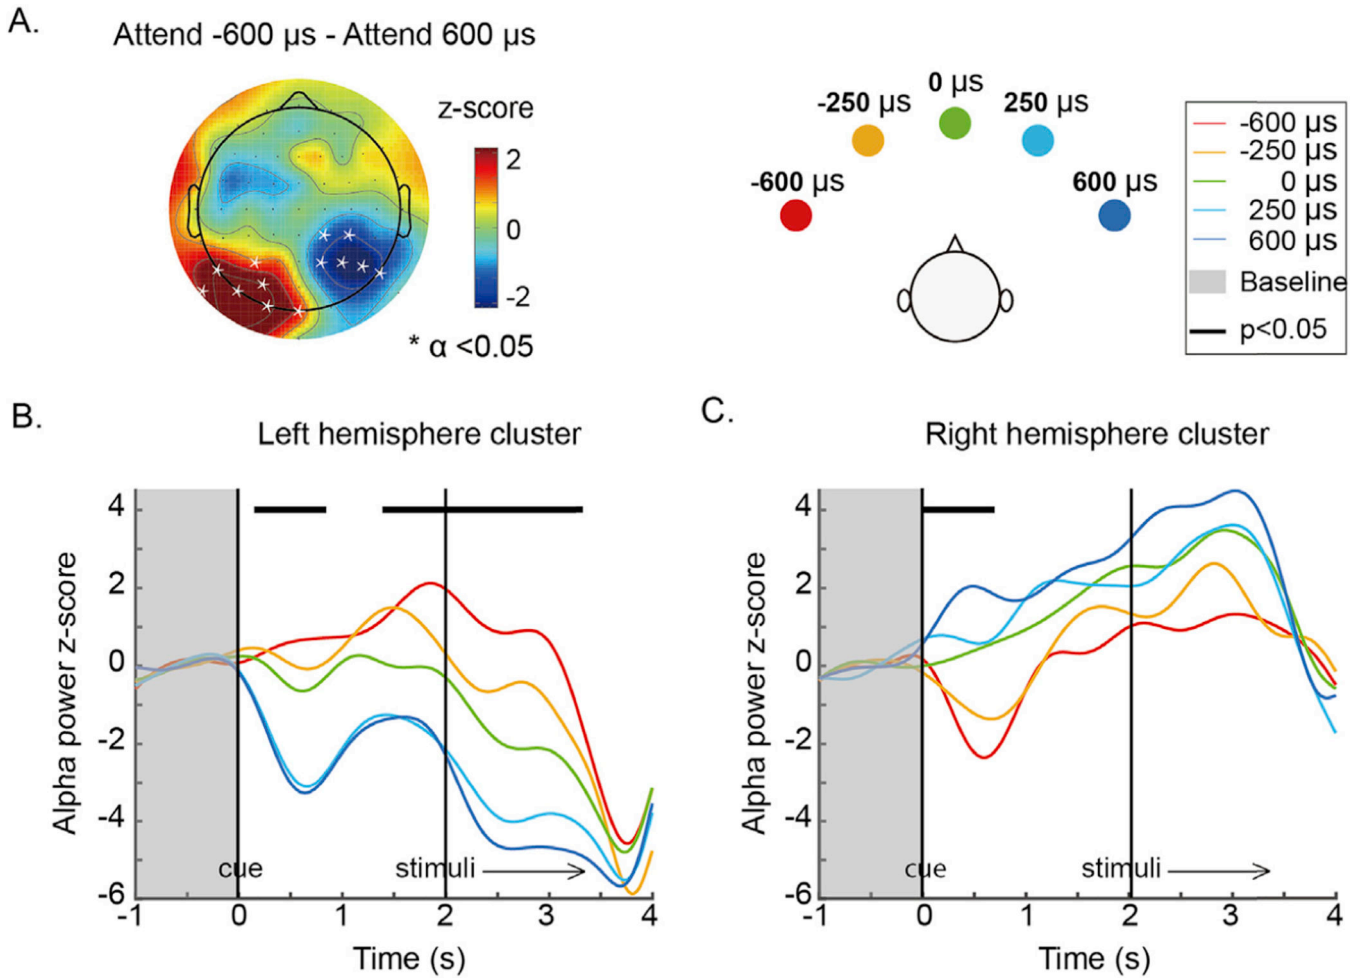 A.
Attend -600 µs - Attend 600 µs
z-score
2
0
-2
* α <0.05
0 µs
-250 µs
250 µs
-600 µs
600 µs
-600 µs
-250 µs
0 µs
250 µs
600 µs
Baseline
p<0.05
B.
Left hemisphere cluster
Alpha power z-score
4
2
0
-2
-4
-6
cue
stimuli
-1 0 1 2 3 4
Time (s)
C.
Right hemisphere cluster
Alpha power z-score
4
2
0
-2
-4
-6
cue
stimuli
-1 0 1 2 3 4
Time (s)